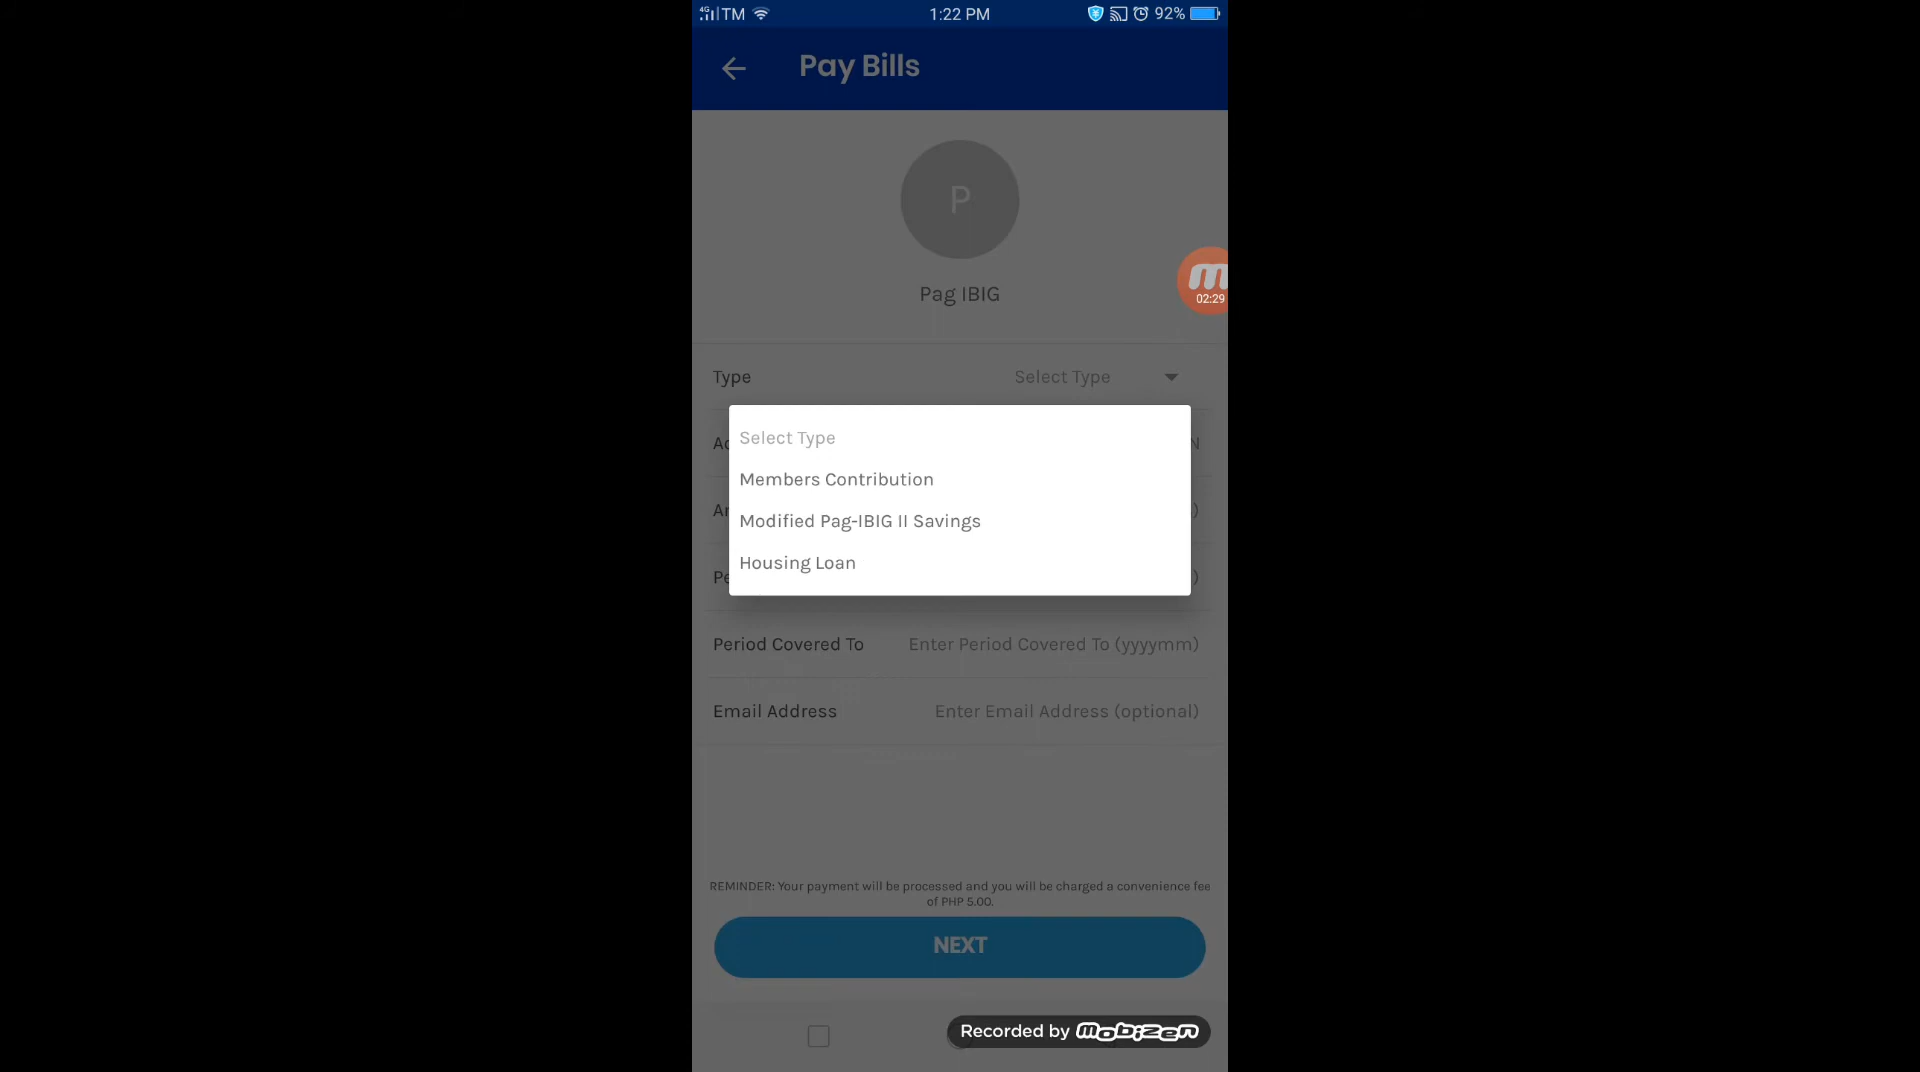 4G TM 1:22 PM 92%
Pay Bills
P
Pag IBIG
02:29
Type Select Type
Select Type
Members Contribution
Modified Pag-IBIG II Savings
Housing Loan
Period Covered To Enter Period Covered To (yyyymm)
Email Address Enter Email Address (optional)
REMINDER: Your payment will be processed and you will be charged a convenience fee
of PHP 5.00.
NEXT
Recorded by mobizen